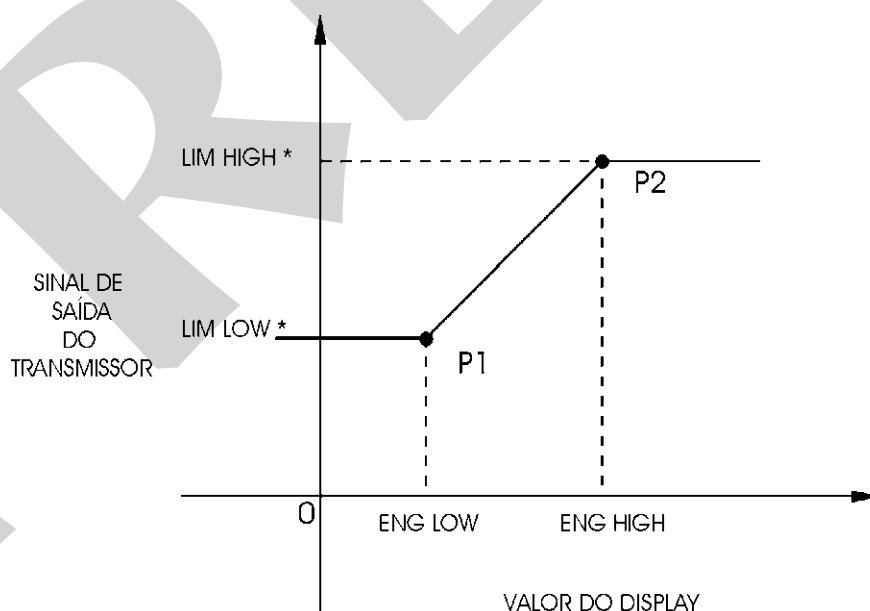 LIM HIGH *
P2
SINAL DE
SAÍDA
DO
TRANSMISSOR
LIM LOW *
P1
0
ENG LOW
ENG HIGH
VALOR DO DISPLAY